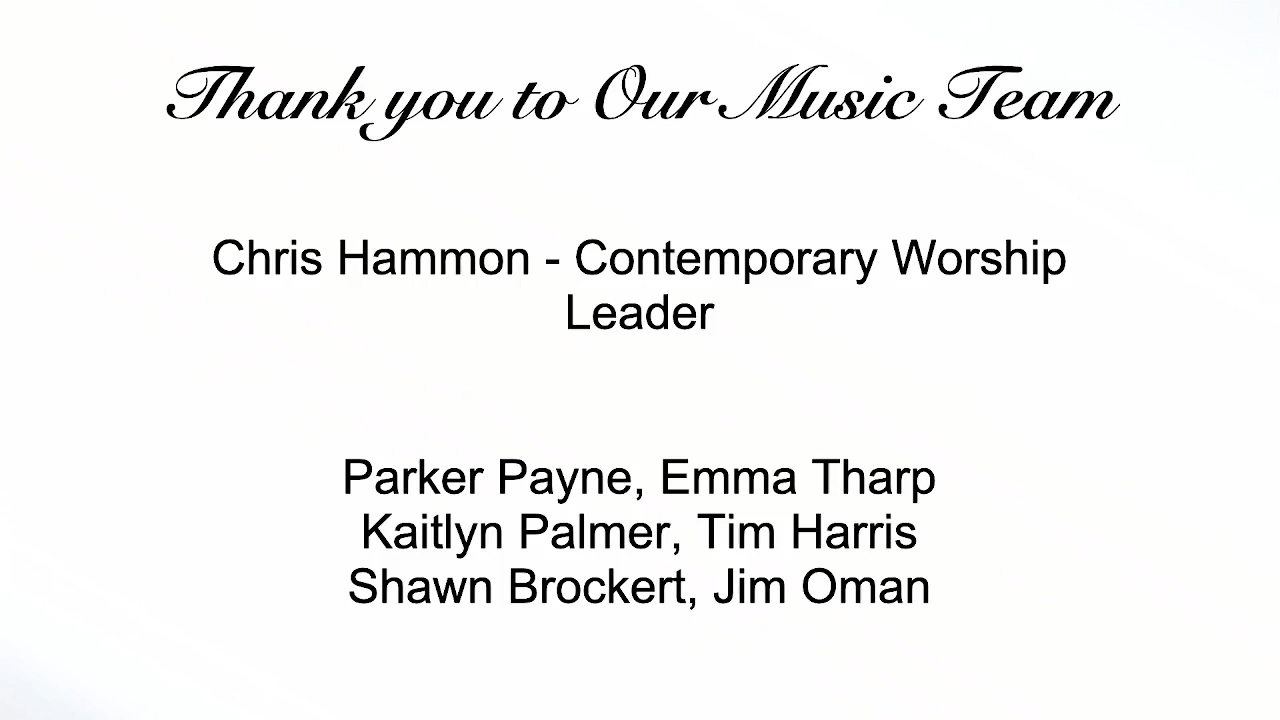 Thank you to Our Music Team
Chris Hammon - Contemporary Worship
Leader
Parker Payne, Emma Tharp
Kaitlyn Palmer, Tim Harris
Shawn Brockert, Jim Oman